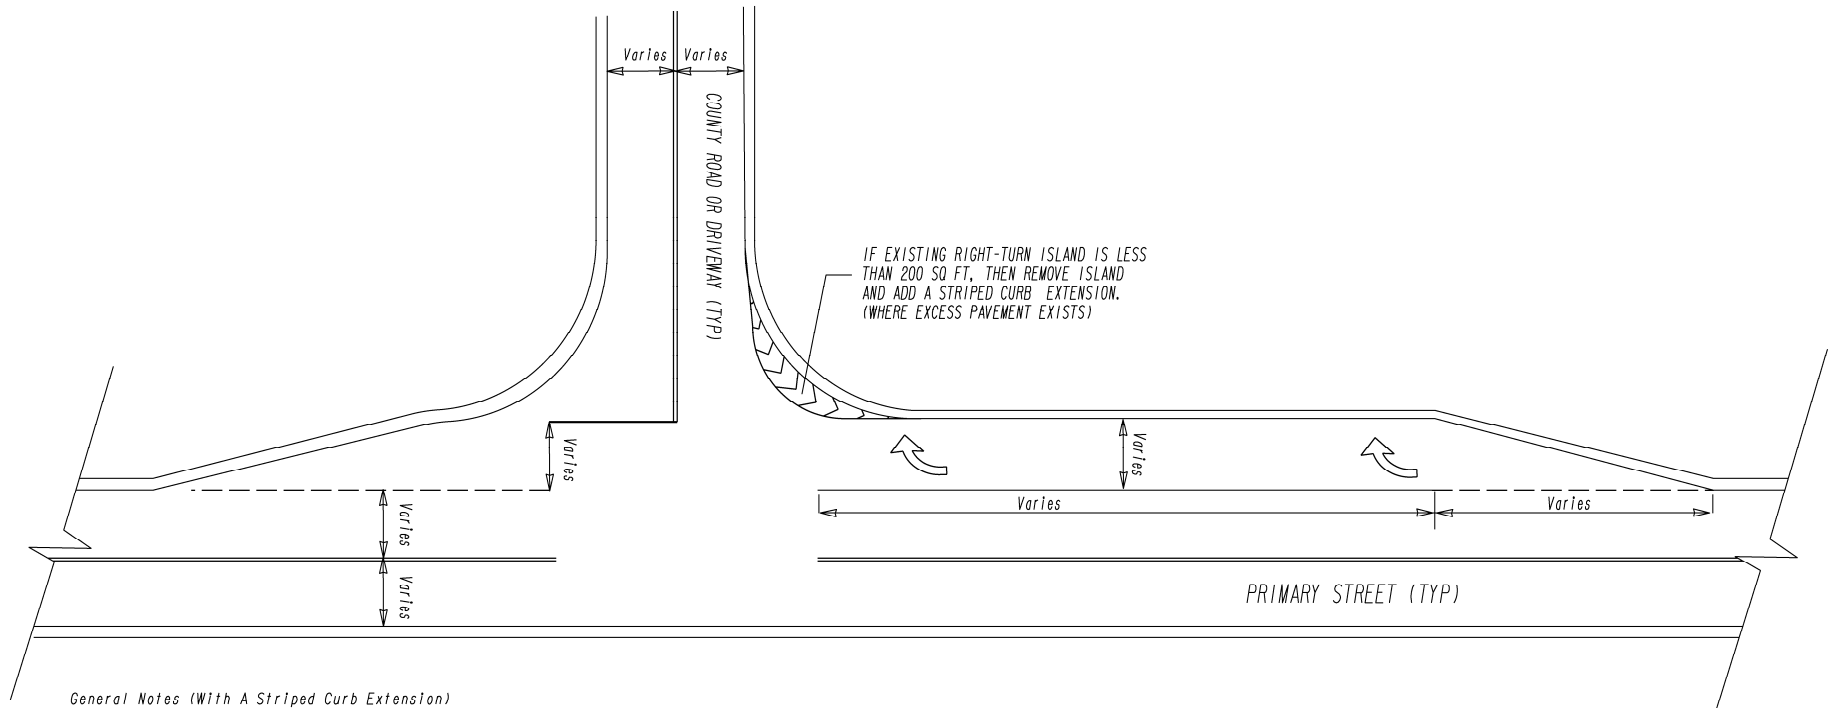 Varies
Varies
COUNTY ROAD OR DRIVEWAY (TYP)
IF EXISTING RIGHT-TURN ISLAND IS LESS
THAN 200 SQ FT, THEN REMOVE ISLAND
AND ADD A STRIPED CURB EXTENSION.
(WHERE EXCESS PAVEMENT EXISTS)
Varies
Varies
Varies
Varies
Varies
Varies
PRIMARY STREET (TYP)
General Notes (With A Striped Curb Extension)